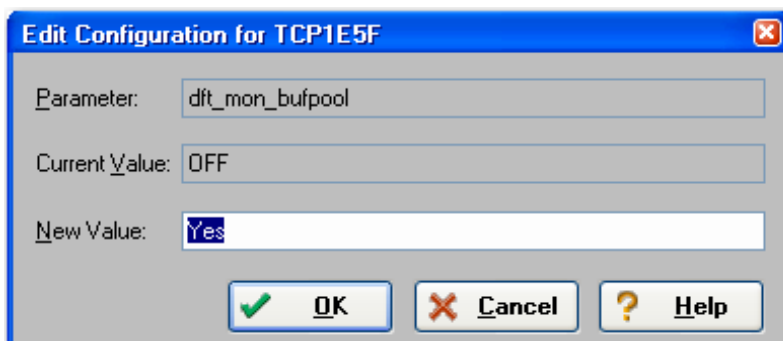 Edit Configuration for TCP1E5F
Parameter: dft_mon_bufpool
Current Value: OFF
New Value: Yes
OK Cancel Help